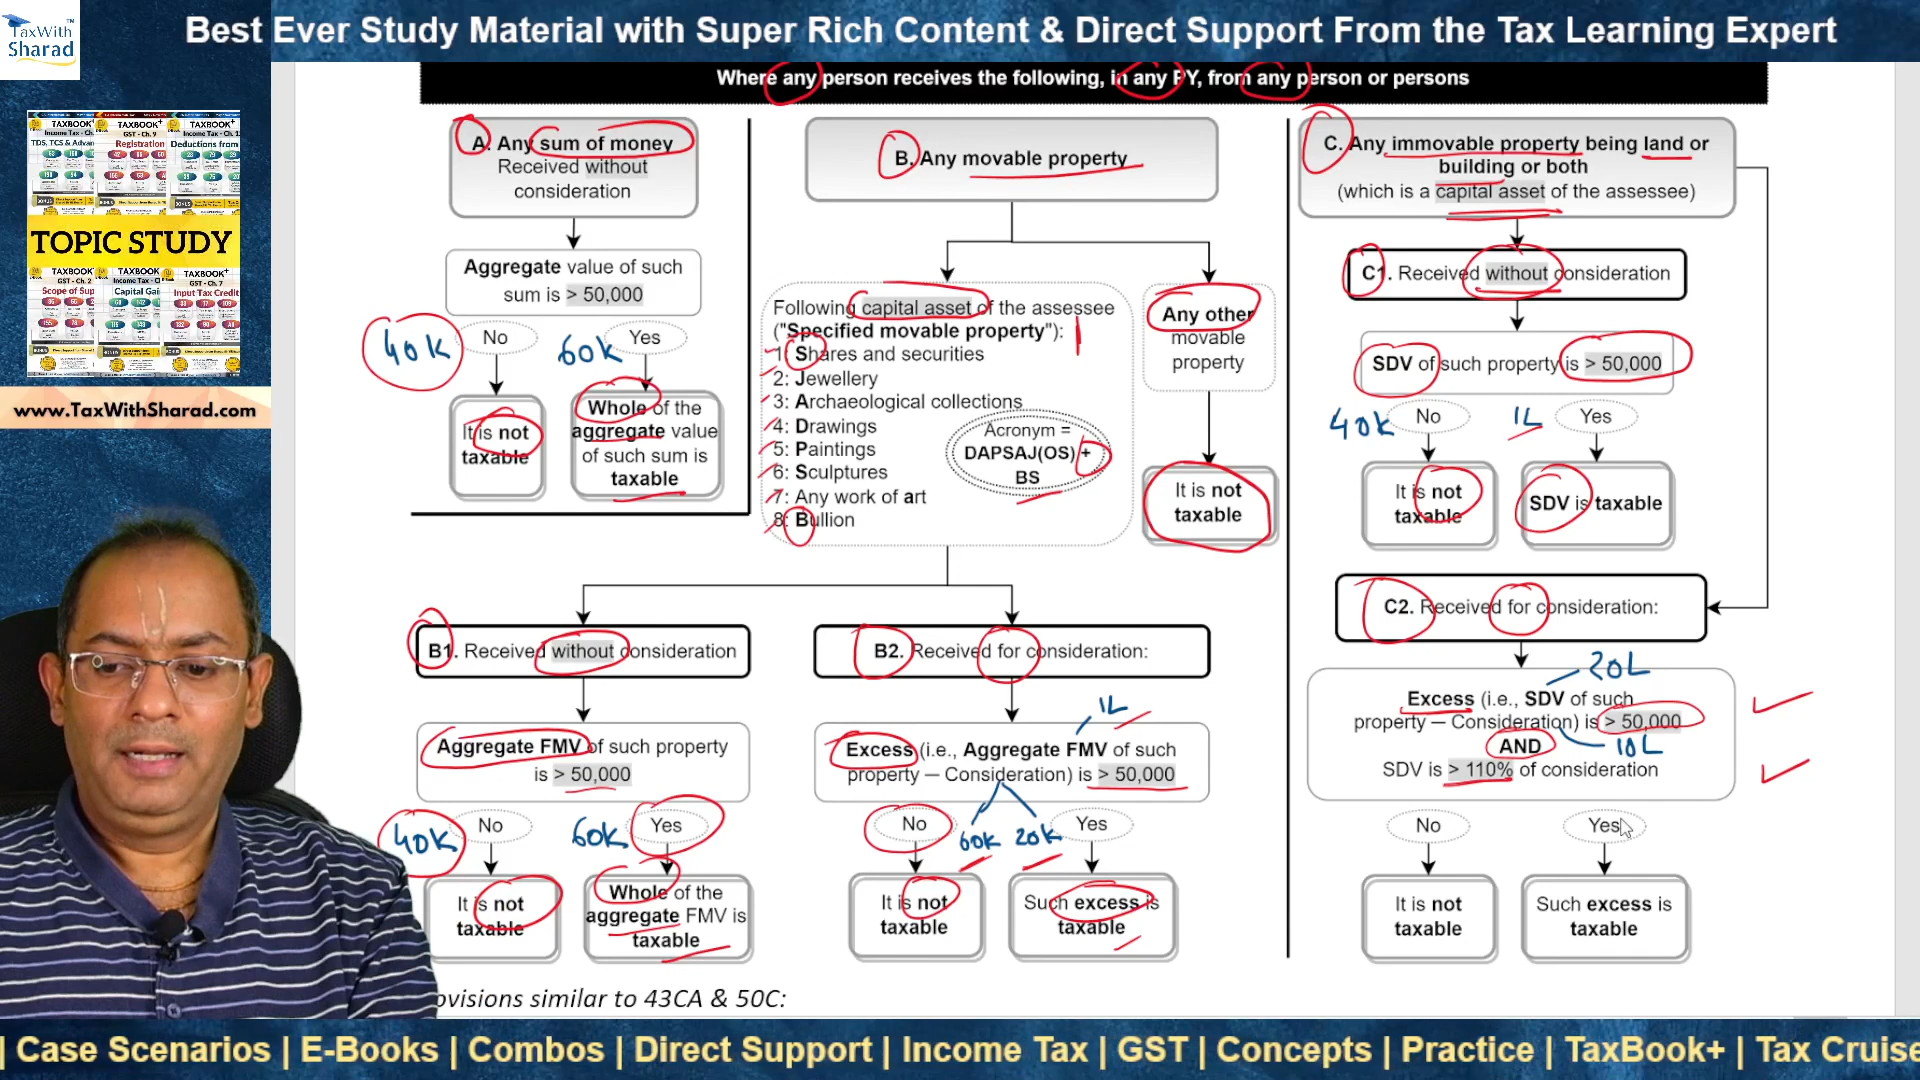 TaxWith
Sharad
Best Ever Study Material with Super Rich Content & Direct Support From the Tax Learning Expert
TOPIC STUDY
www.TaxWithSharad.com
Where any person receives the following, in any PY, from any person or persons
A. Any sum of money
Received without
consideration
Aggregate value of such
sum is > 50,000
40K
No
60K
Yes
It is not
taxable
Whole of the
aggregate value
of such sum is
taxable
B. Any movable property
Following capital asset of the assessee
("Specified movable property"):
1: Shares and securities
2: Jewellery
3: Archaeological collections
4: Drawings
5: Paintings
6: Sculptures
7: Any work of art
8: Bullion
Acronym =
DAPSAJ(OS) +
BS
Any other
movable
property
It is not
taxable
B1. Received without consideration
Aggregate FMV of such property
is > 50,000
40K
No
60K
Yes
It is not
taxable
Whole of the
aggregate FMV is
taxable
B2. Received for consideration:
1L
Excess (i.e., Aggregate FMV of such
property — Consideration) is > 50,000
No
60K
20K
Yes
It is not
taxable
Such excess is
taxable
C. Any immovable property being land or
building or both
(which is a capital asset of the assessee)
C1. Received without consideration
SDV of such property is > 50,000
40K
No
1L
Yes
It is not
taxable
SDV is taxable
C2. Received for consideration:
20L
Excess (i.e., SDV of such
property — Consideration) is > 50,000
AND
10L
SDV is > 110% of consideration
No
Yes
It is not
taxable
Such excess is
taxable
ovisions similar to 43CA & 50C:
| Case Scenarios | E-Books | Combos | Direct Support | Income Tax | GST | Concepts | Practice | TaxBook+ | Tax Cruise